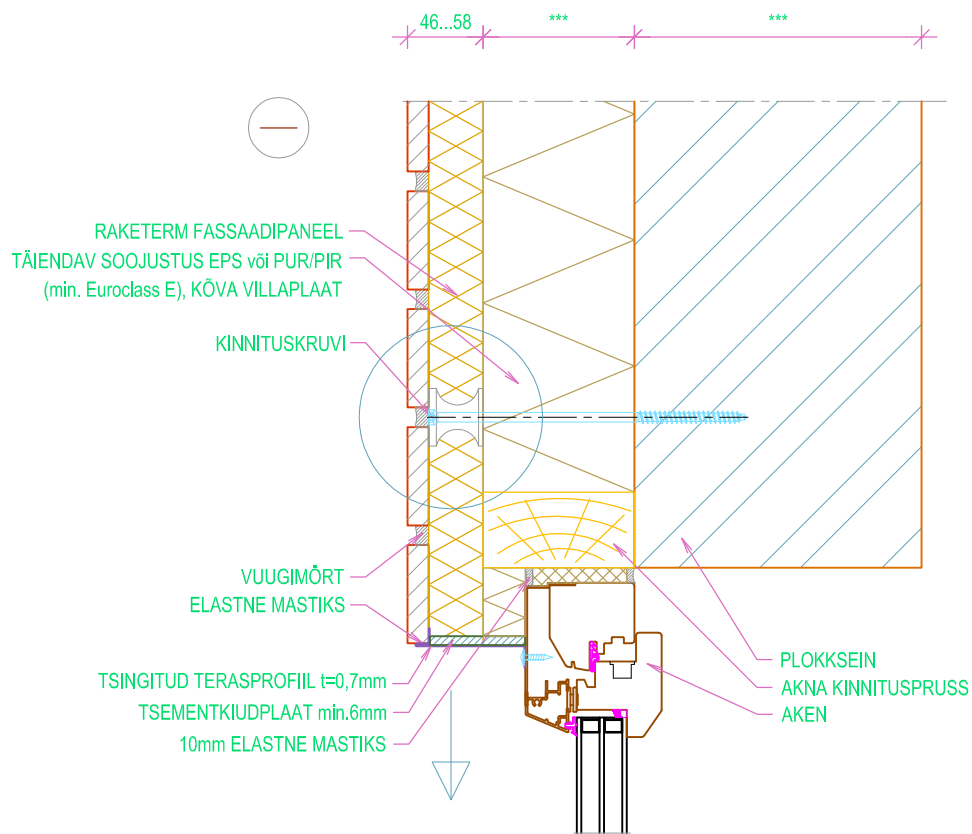 46...58
***
***
RAKETERM FASSAADIPANEEL
TÄIENDAV SOOJUSTUS EPS või PUR/PIR
(min. Euroclass E), KÕVA VILLAPLAAT
KINNITUSKRUVI
VUUGIMÖRT
ELASTNE MASTIKS
TSINGITUD TERASPROFIIL t=0,7mm
TSEMENTKIUDPLAAT min.6mm
10mm ELASTNE MASTIKS
PLOKKSEIN
AKNA KINNITUSPRUSS
AKEN